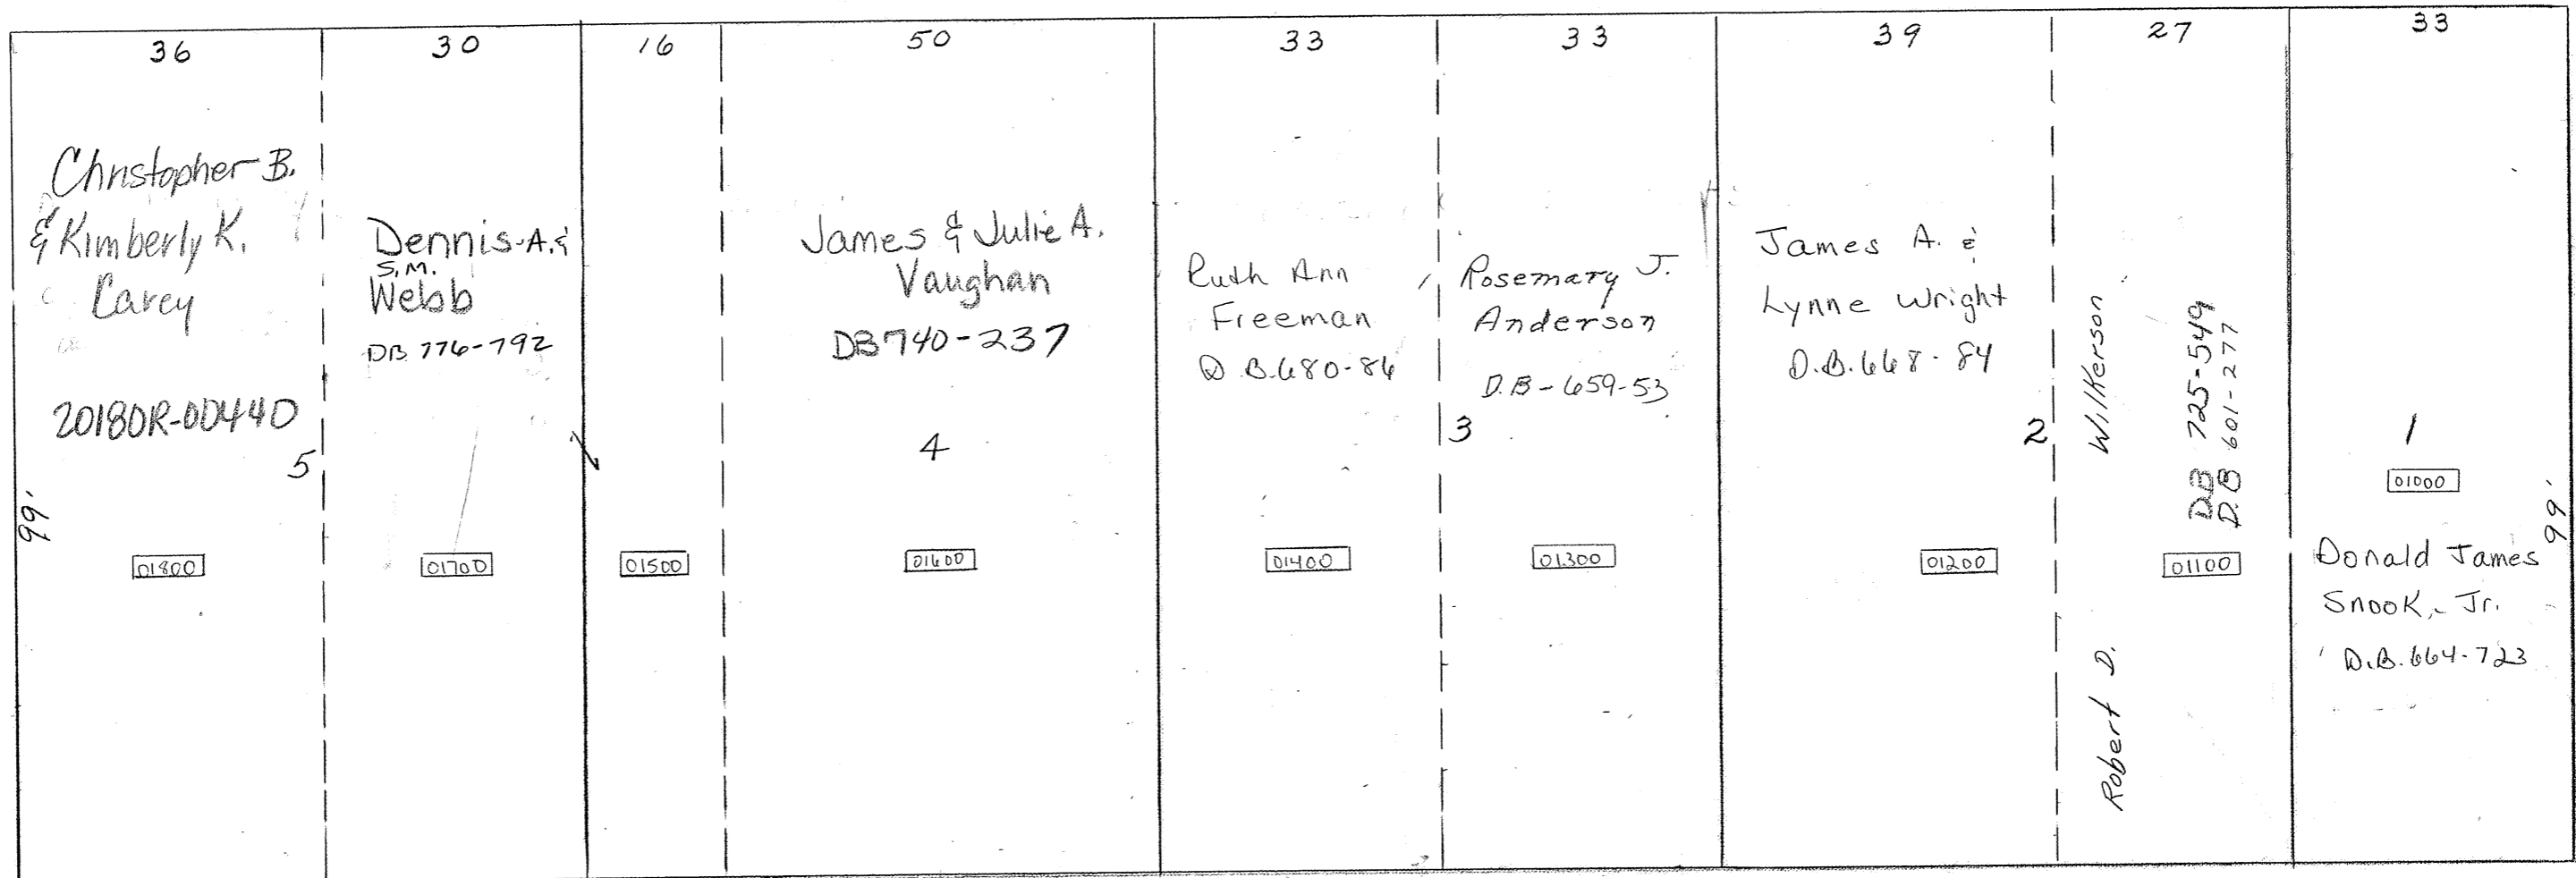 36
30
16
50
33
33
39
27
33
Christopher B.
& Kimberly K.
Carey
20180R-00440
5
99'
01800
Dennis A. &
S.M.
Webb
DB 776-792
01700
01500
James & Julie A.
Vaughan
DB740-237
4
01600
Ruth Ann
Freeman
D.B.680-86
01400
3
Rosemary J.
Anderson
D.B-659-53
01300
James A. &
Lynne Wright
D.B.668-84
2
01200
Robert D. Wilkerson
DB 725-549
D.B 601-277
01100
1
01000
99'
Donald James
Snook, Jr.
D.B.664-723